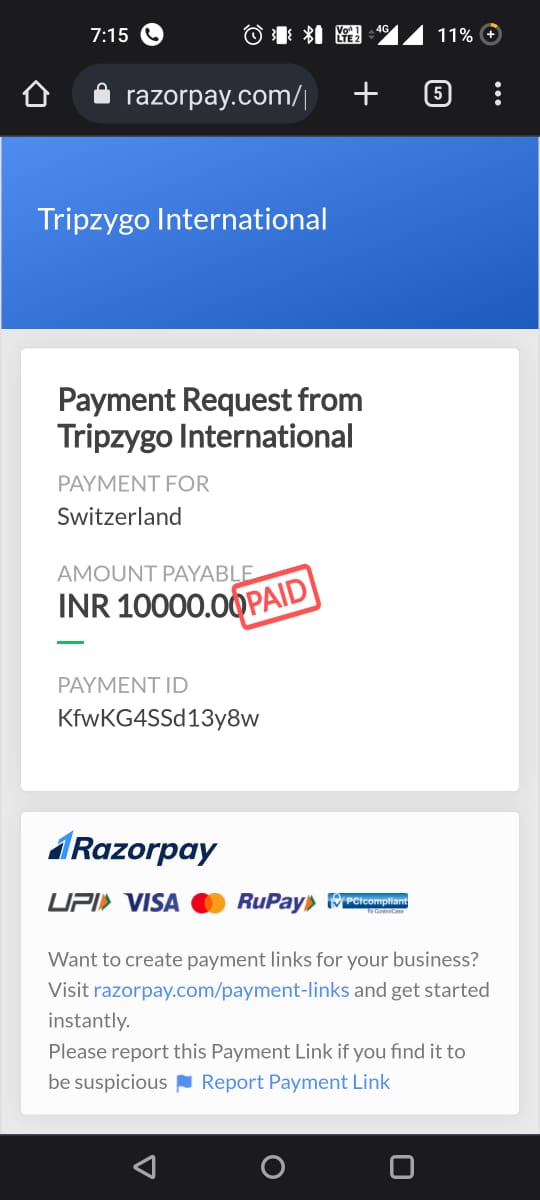 7:15
Vo1 LTE2
4G
11%
razorpay.com/
5
Tripzygo International
Payment Request from
Tripzygo International
PAYMENT FOR
Switzerland
AMOUNT PAYABLE
INR 10000.00
PAID
PAYMENT ID
KfwKG4SSd13y8w
Razorpay
UPI VISA RuPay PCIcompliant
Want to create payment links for your business?
Visit razorpay.com/payment-links and get started
instantly.
Please report this Payment Link if you find it to
be suspicious Report Payment Link